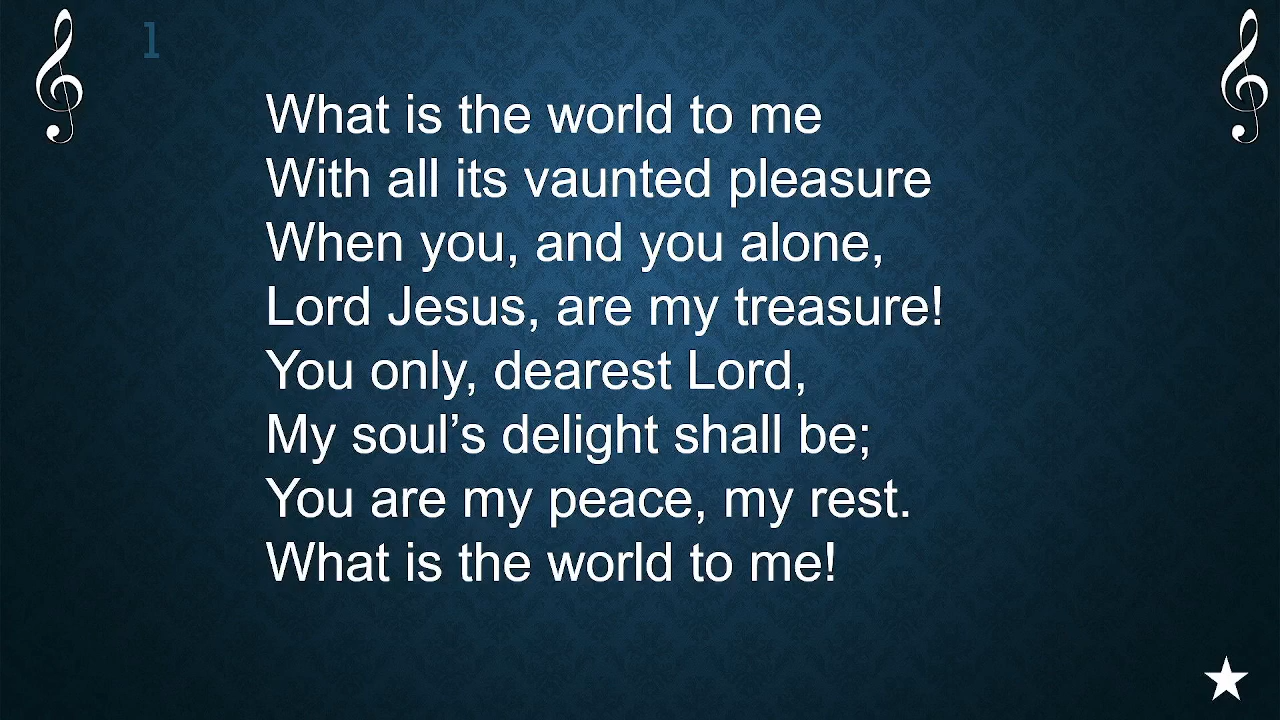 1
What is the world to me
With all its vaunted pleasure
When you, and you alone,
Lord Jesus, are my treasure!
You only, dearest Lord,
My soul’s delight shall be;
You are my peace, my rest.
What is the world to me!